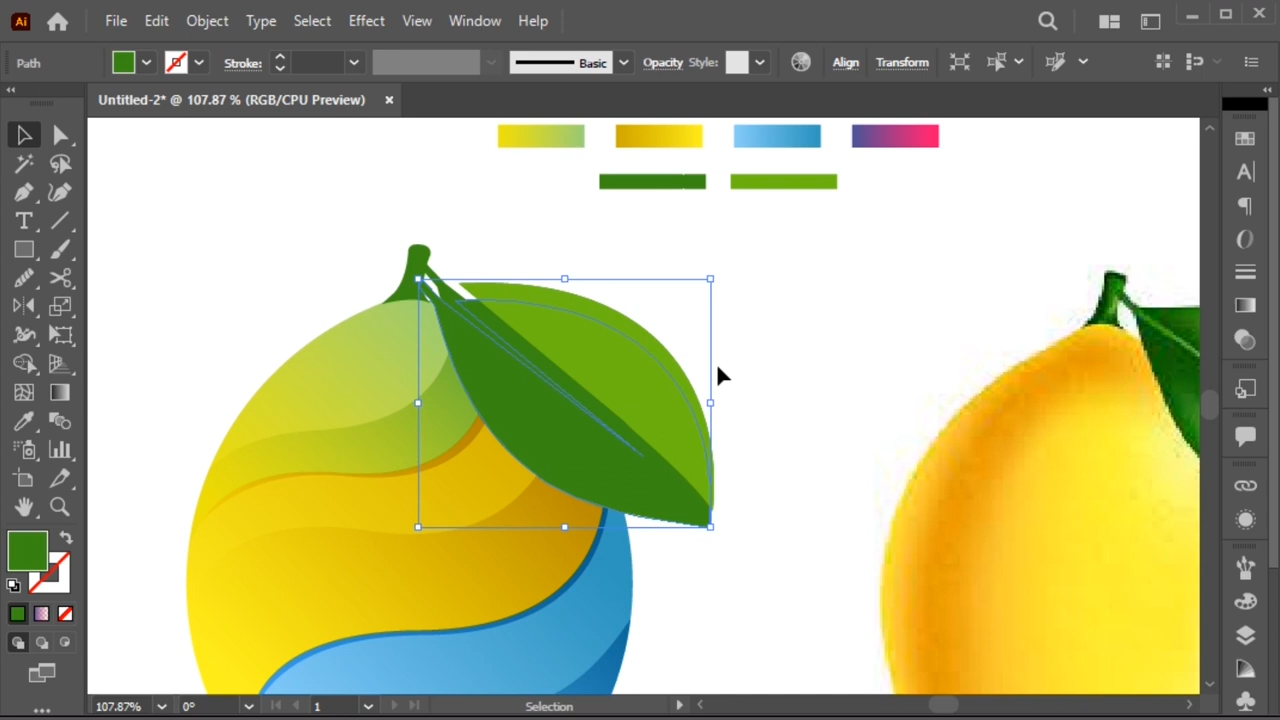 Ai File Edit Object Type Select Effect View Window Help
Path Stroke: Basic Opacity Style: Align Transform
Untitled-2* @ 107.87 % (RGB/CPU Preview) ×
107.87% 0° 1 Selection